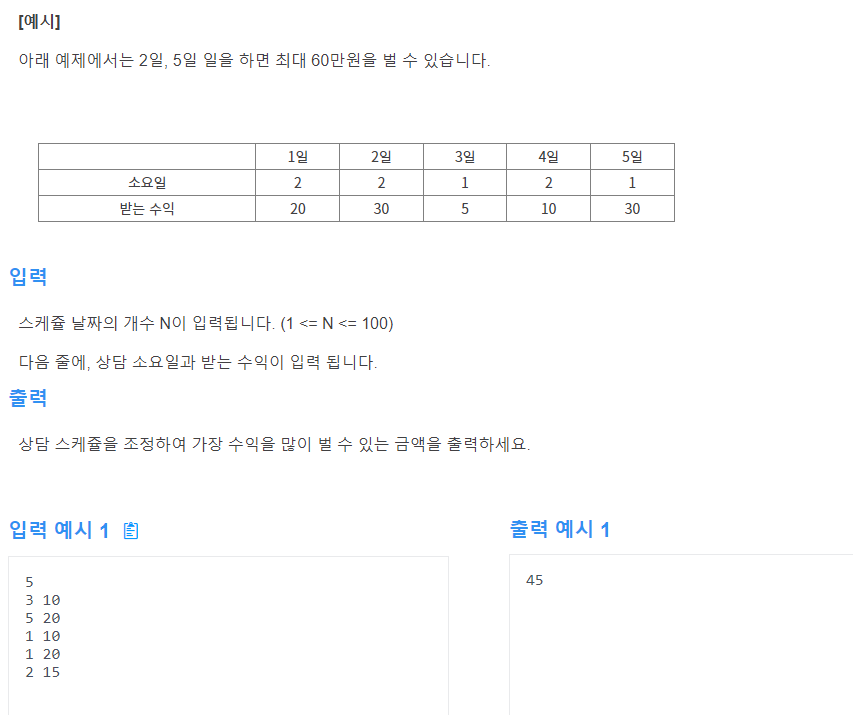 [예시]
아래 예제에서는 2일, 5일 일을 하면 최대 60만원을 벌 수 있습니다.
1일 2일 3일 4일 5일
소요일 2 2 1 2 1
받는 수익 20 30 5 10 30
입력
스케쥴 날짜의 개수 N이 입력됩니다. (1 <= N <= 100)
다음 줄에, 상담 소요일과 받는 수익이 입력 됩니다.
출력
상담 스케쥴을 조정하여 가장 수익을 많이 벌 수 있는 금액을 출력하세요.
입력 예시 1
5
3 10
5 20
1 10
1 20
2 15
출력 예시 1
45